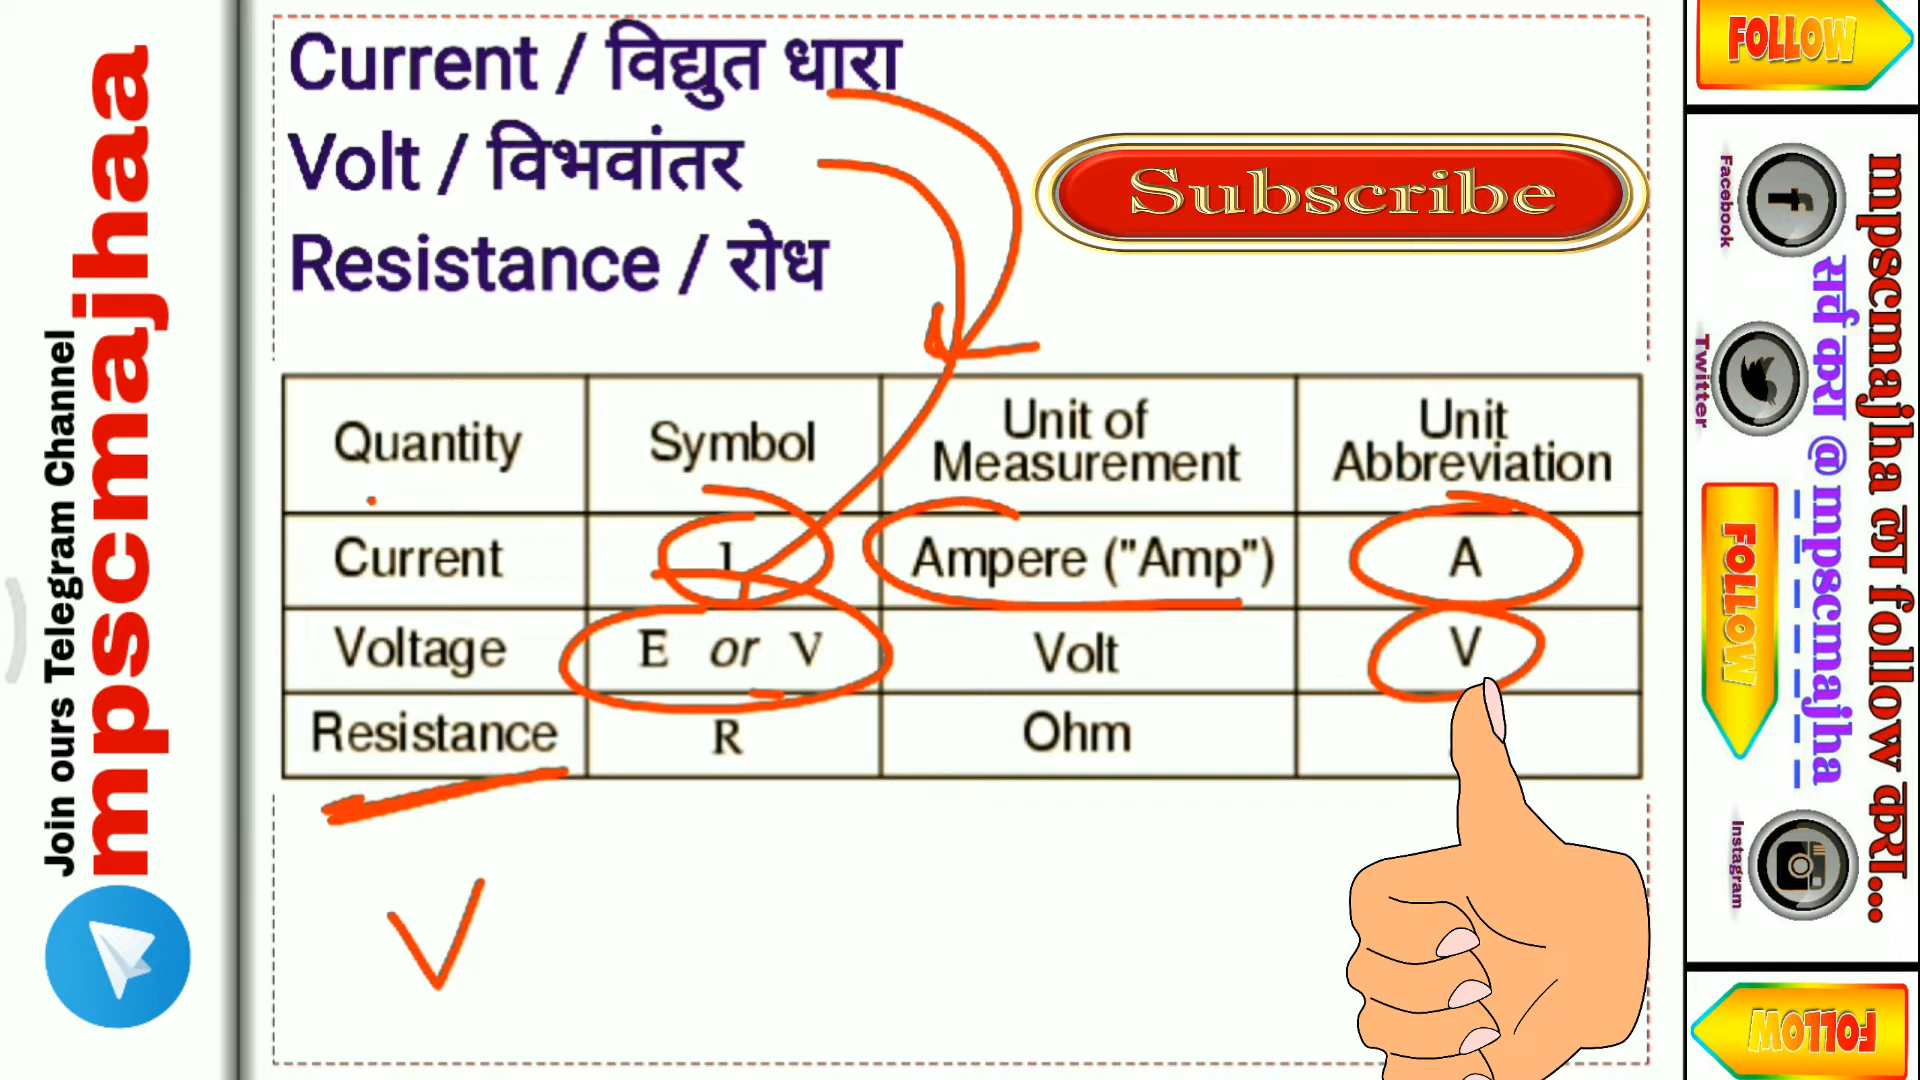 Join ours Telegram Channel
mpscmajhaa
Current / विद्युत धारा
Volt / विभवांतर
Resistance / रोध
Subscribe
Quantity Symbol Unit of Measurement Unit Abbreviation
Current I Ampere ("Amp") A
Voltage E or V Volt V
Resistance R Ohm
V
FOLLOW
Facebook
Twitter
Instagram
FOLLOW
सर्च करा @mpscmajha
mpscmajha ला follow करा...
FOLLOW